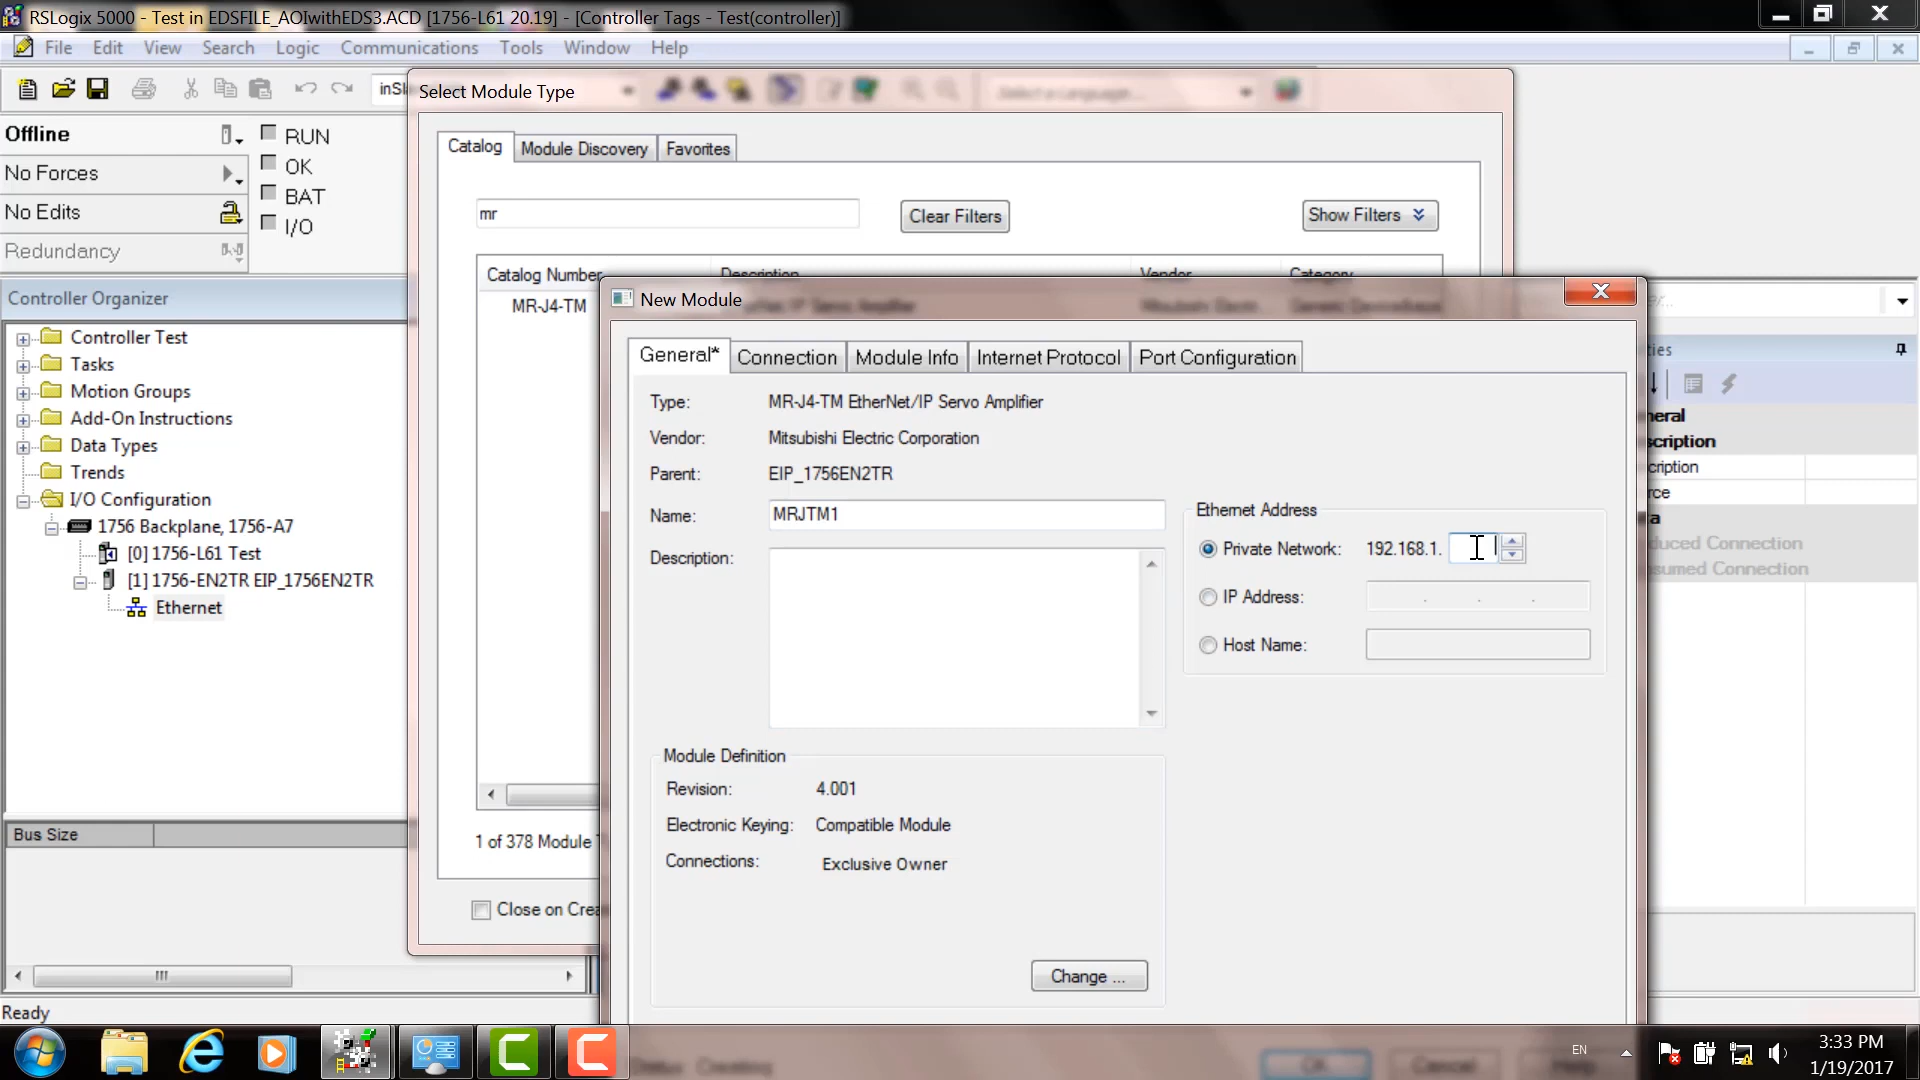 RSLogix 5000 - Test in EDSFILE_AOIwithEDS3.ACD [1756-L61 20.19] - [Controller Tags - Test(controller)]
File Edit View Search Logic Communications Tools Window Help
Select Module Type
Select a Language...
Offline
RUN
No Forces
OK
No Edits
BAT
Redundancy
I/O
Catalog Module Discovery Favorites
mr
Clear Filters
Show Filters
Catalog Number Description Vendor Category
MR-J4-TM
Controller Organizer
Controller Test
Tasks
Motion Groups
Add-On Instructions
Data Types
Trends
I/O Configuration
1756 Backplane, 1756-A7
[0] 1756-L61 Test
[1] 1756-EN2TR EIP_1756EN2TR
Ethernet
Bus Size
1 of 378 Module
New Module
General* Connection Module Info Internet Protocol Port Configuration
Type: MR-J4-TM EtherNet/IP Servo Amplifier
Vendor: Mitsubishi Electric Corporation
Parent: EIP_1756EN2TR
Name: MRJTM1
Description:
Ethernet Address
Private Network: 192.168.1.
IP Address: . . .
Host Name:
Module Definition
Revision: 4.001
Electronic Keying: Compatible Module
Connections: Exclusive Owner
Change ...
Ready
Status: Creating
OK Cancel Help
EN
3:33 PM
1/19/2017